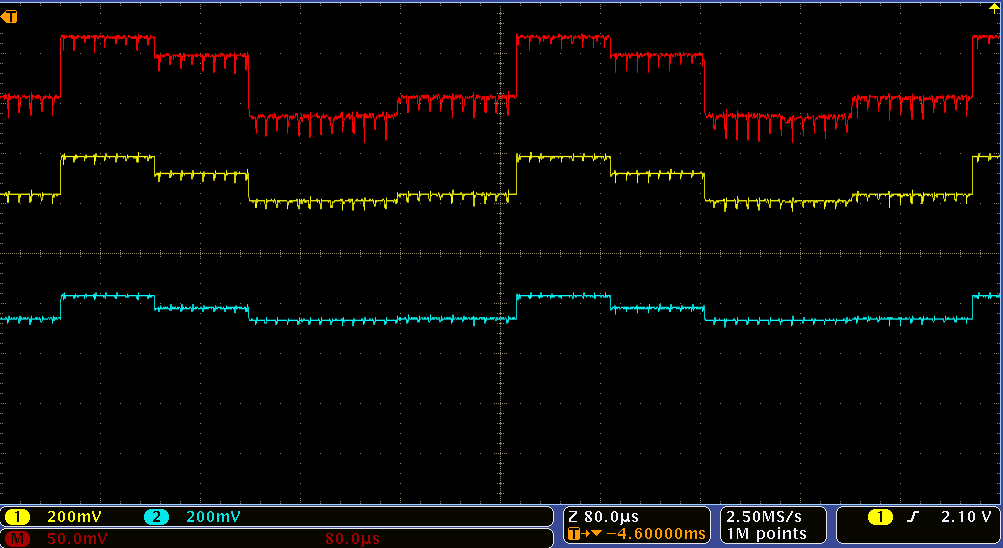 T
1 200mV 2 200mV
M 50.0mV 80.0µs
Z 80.0µs
T→▼−4.60000ms
2.50MS/s
1M points
1 2.10 V